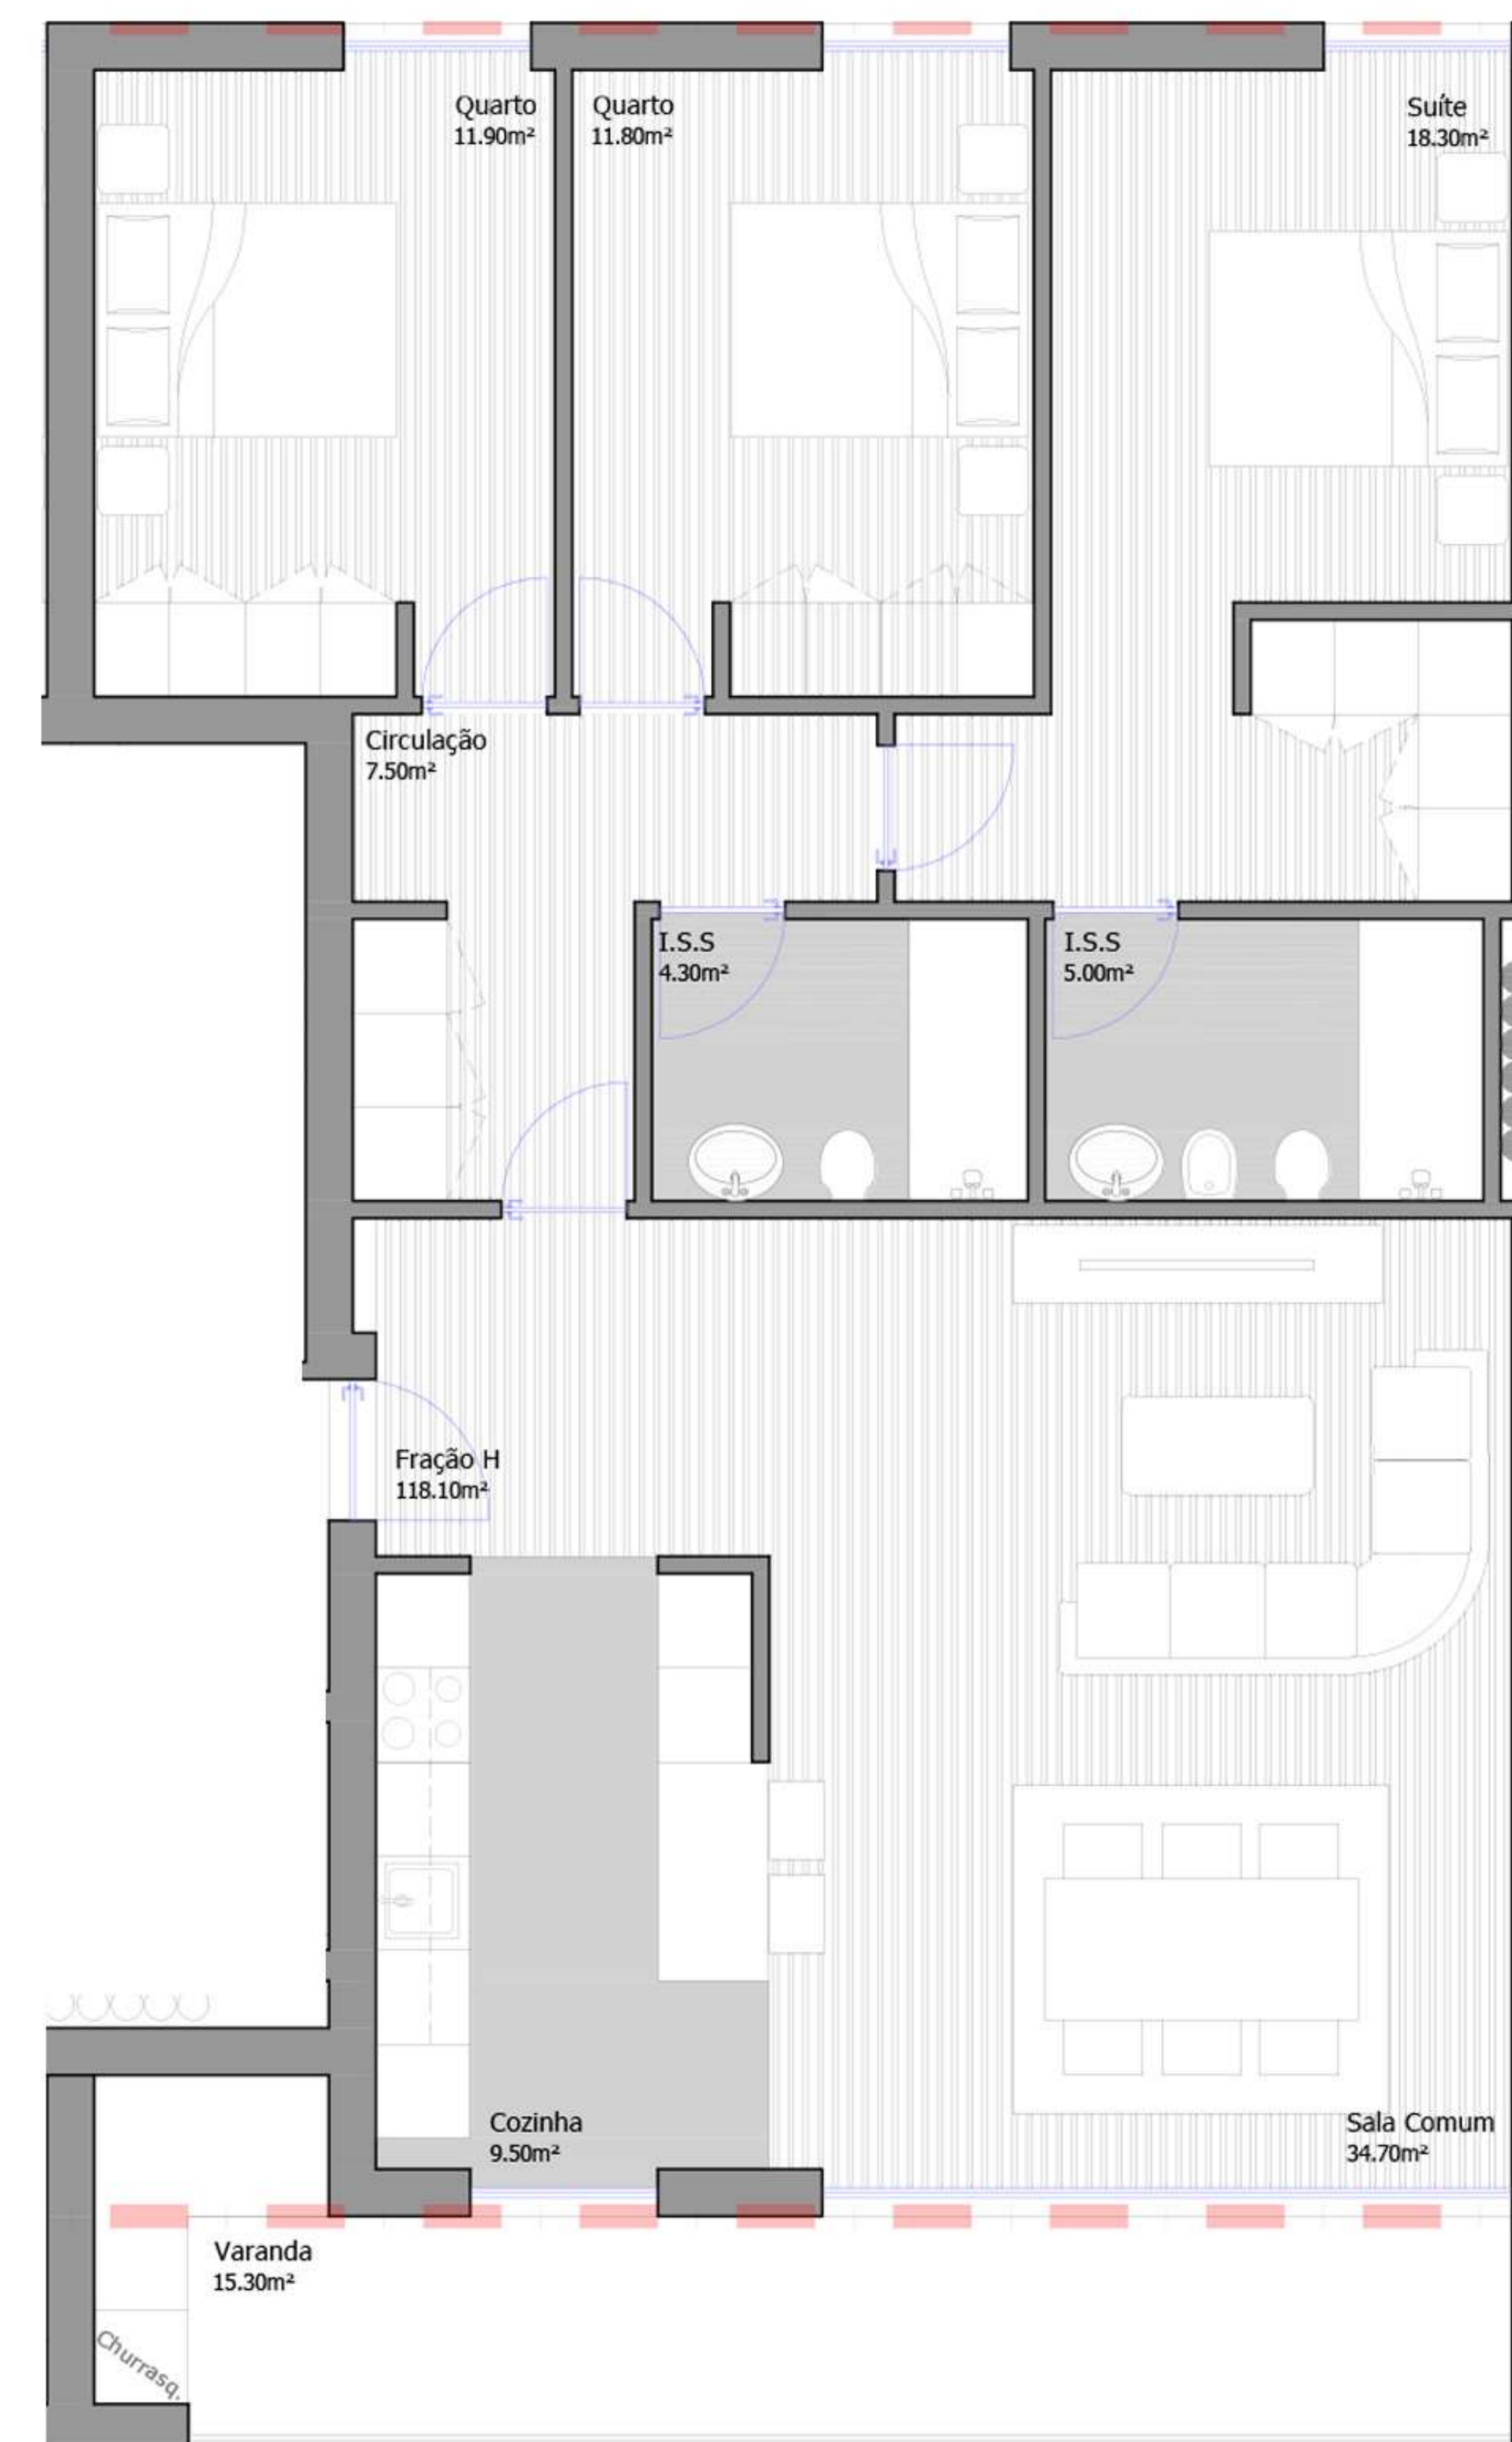 Quarto
11.90m²
Quarto
11.80m²
Suíte
18.30m²
Circulação
7.50m²
I.S.S
4.30m²
I.S.S
5.00m²
Fração H
118.10m²
Cozinha
9.50m²
Sala Comum
34.70m²
Varanda
15.30m²
Churrasq.